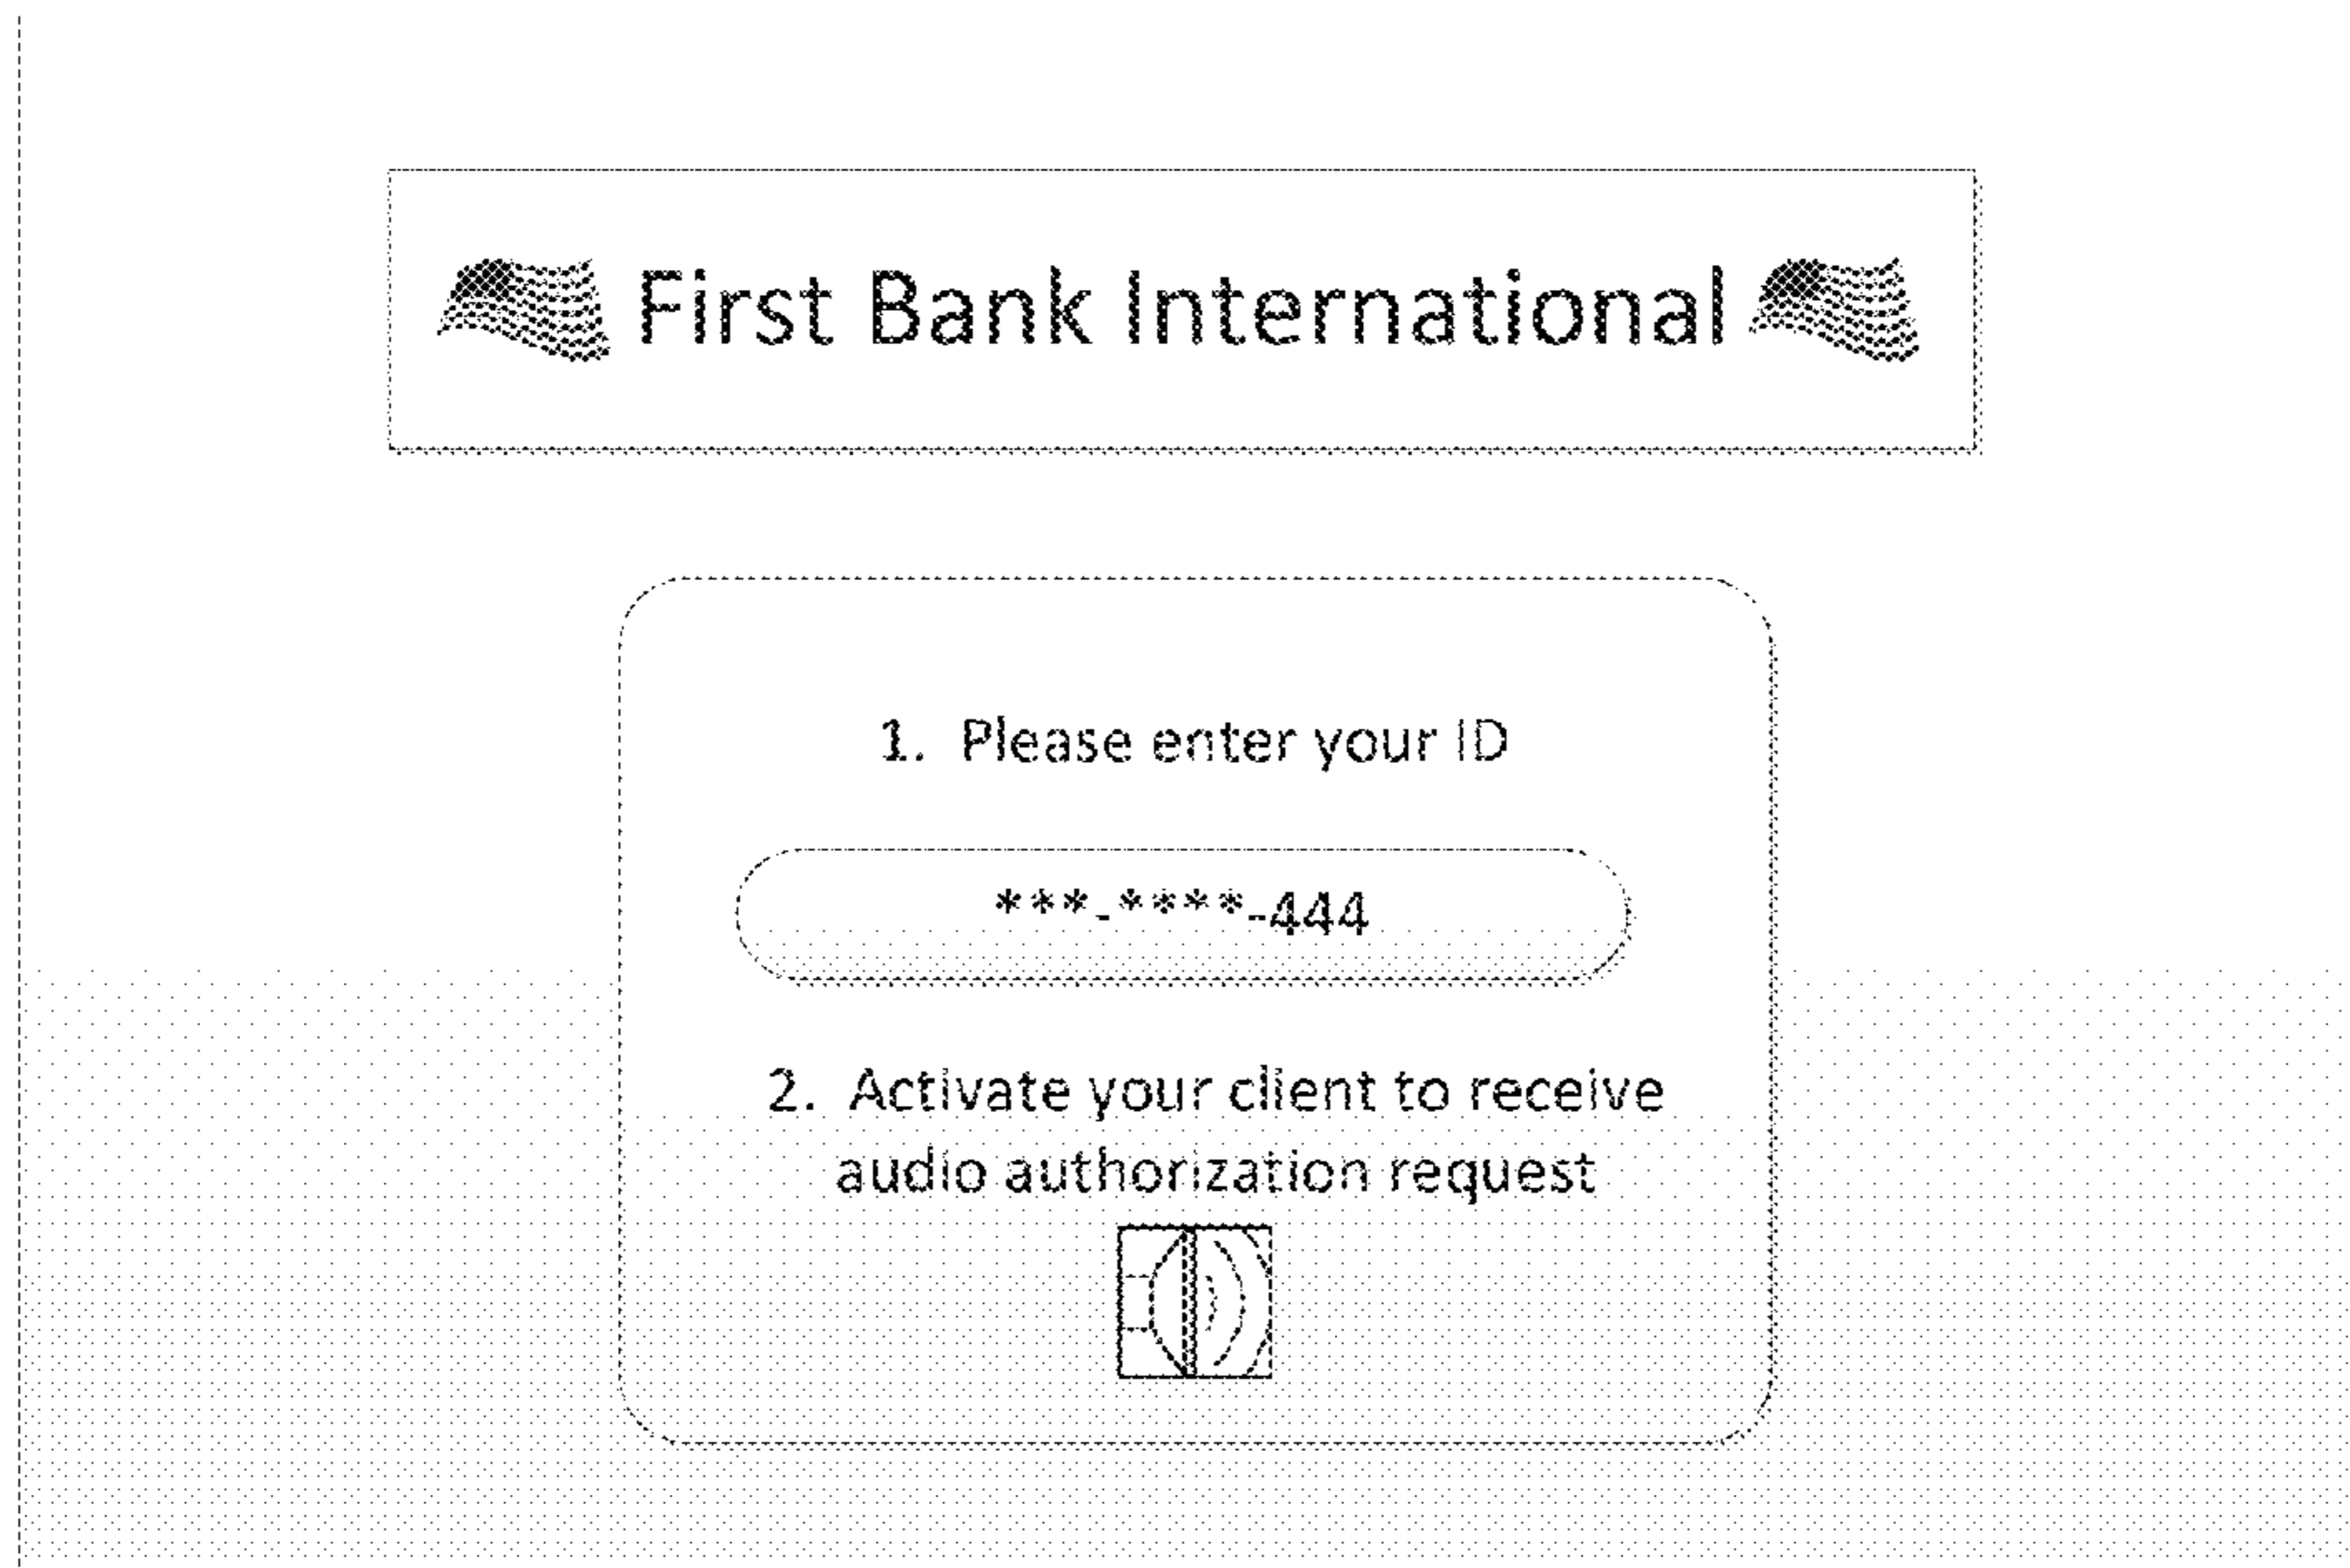 First Bank International
1. Please enter your ID
***-****-444
2. Activate your client to receive
audio authorization request